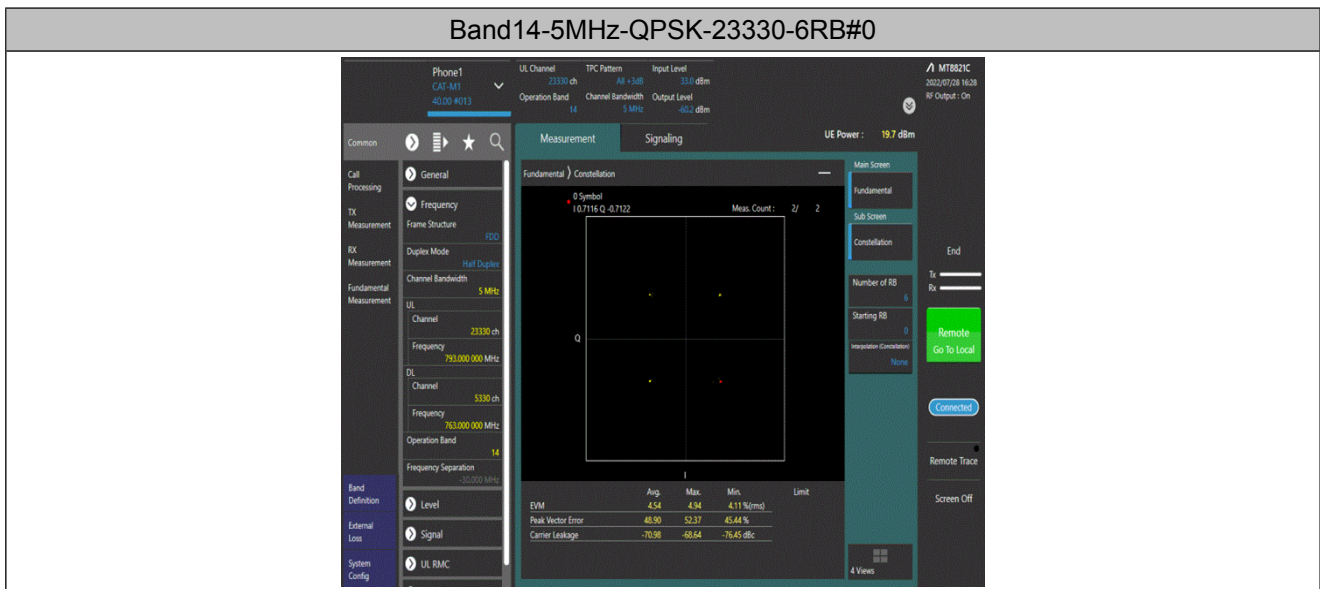 Band14-5MHz-QPSK-23330-6RB#0
Phone1
CAT-M1
40.00 #013
UL Channel
23330 ch
TPC Pattern
All +3dB
Input Level
33.0 dBm
Operation Band
14
Channel Bandwidth
5 MHz
Output Level
-60.2 dBm
MT8821C
2022/07/28 16:28
RF Output : On
Common
Measurement
Signaling
UE Power : 19.7 dBm
Call
Processing
TX
Measurement
RX
Measurement
Fundamental
Measurement
Band
Definition
External
Loss
System
Config
General
Frequency
Frame Structure
FDD
Duplex Mode
Half Duplex
Channel Bandwidth
5 MHz
UL
Channel
23330 ch
Frequency
793.000 000 MHz
DL
Channel
5330 ch
Frequency
763.000 000 MHz
Operation Band
14
Frequency Separation
-30.000 MHz
Level
Signal
UL RMC
Fundamental ⟩ Constellation
0 Symbol
I 0.7116 Q -0.7122
Meas. Count : 2/ 2
Q
I
Avg. Max. Min. Limit
EVM 4.54 4.94 4.11 %(rms)
Peak Vector Error 48.90 52.37 45.44 %
Carrier Leakage -70.98 -68.64 -76.45 dBc
Main Screen
Fundamental
Sub Screen
Constellation
Number of RB
6
Starting RB
0
Interpolation (Constellation)
None
4 Views
End
Tx
Rx
Remote
Go To Local
Connected
Remote Trace
Screen Off